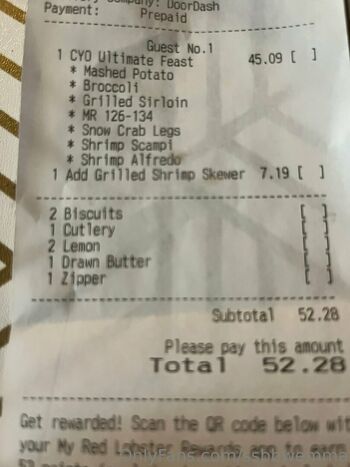 Company: DoorDash
Payment: Prepaid
Guest No.1
1 CYO Ultimate Feast 45.09 [ ]
* Mashed Potato
* Broccoli
* Grilled Sirloin
* MR 126-134
* Snow Crab Legs
* Shrimp Scampi
* Shrimp Alfredo
1 Add Grilled Shrimp Skewer 7.19 [ ]
2 Biscuits [ ]
1 Cutlery [ ]
2 Lemon [ ]
1 Drawn Butter [ ]
1 Zipper [ ]
Subtotal 52.28
Please pay this amount
Total 52.28
Get rewarded! Scan the QR code below wit
your My Red Lobster Rewards app to earn